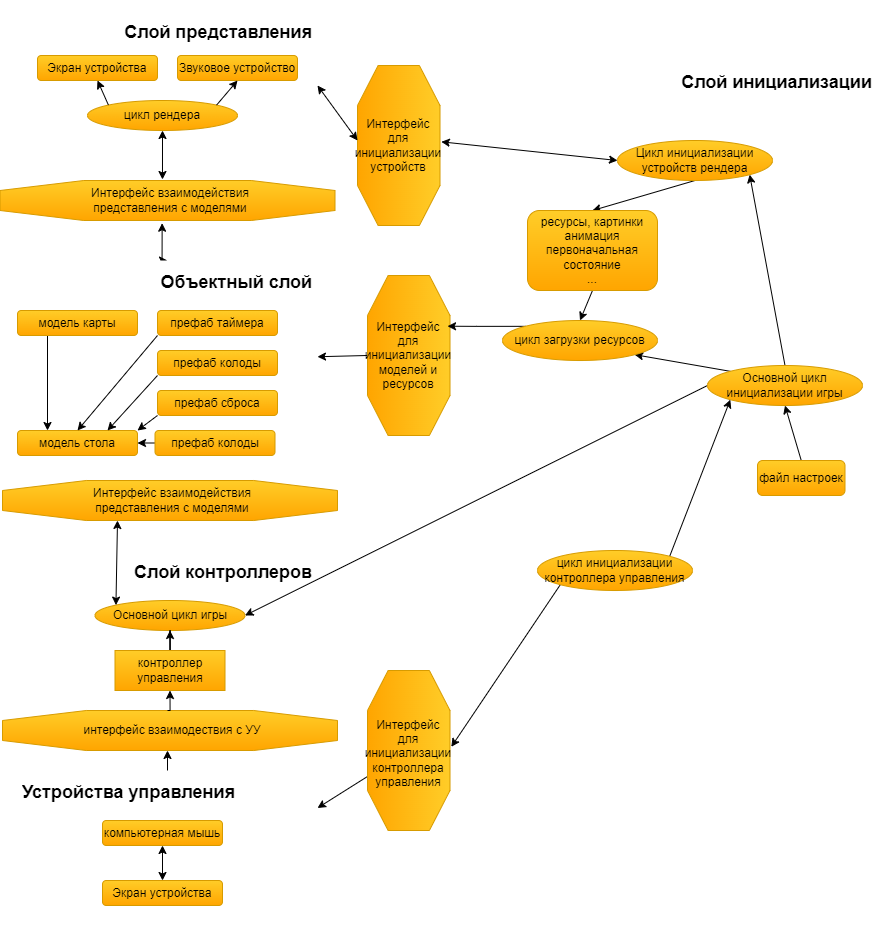 Слой представления
Экран устройства
Звуковое устройство
цикл рендера
Интерфейс взаимодействия
представления с моделями
Интерфейс
для
инициализации
устройств
Слой инициализации
Цикл инициализации
устройств рендера
ресурсы, картинки
анимация
первоначальная
состояние
...
цикл загрузки ресурсов
Основной цикл
инициализации игры
файл настроек
Объектный слой
модель карты
префаб таймера
префаб колоды
префаб сброса
модель стола
префаб колоды
Интерфейс
для
инициализации
моделей и
ресурсов
Интерфейс взаимодействия
представления с моделями
Слой контроллеров
Основной цикл игры
контроллер
управления
интерфейс взаимодествия с УУ
цикл инициализации
контроллера управления
Интерфейс
для
инициализации
контроллера
управления
Устройства управления
компьютерная мышь
Экран устройства